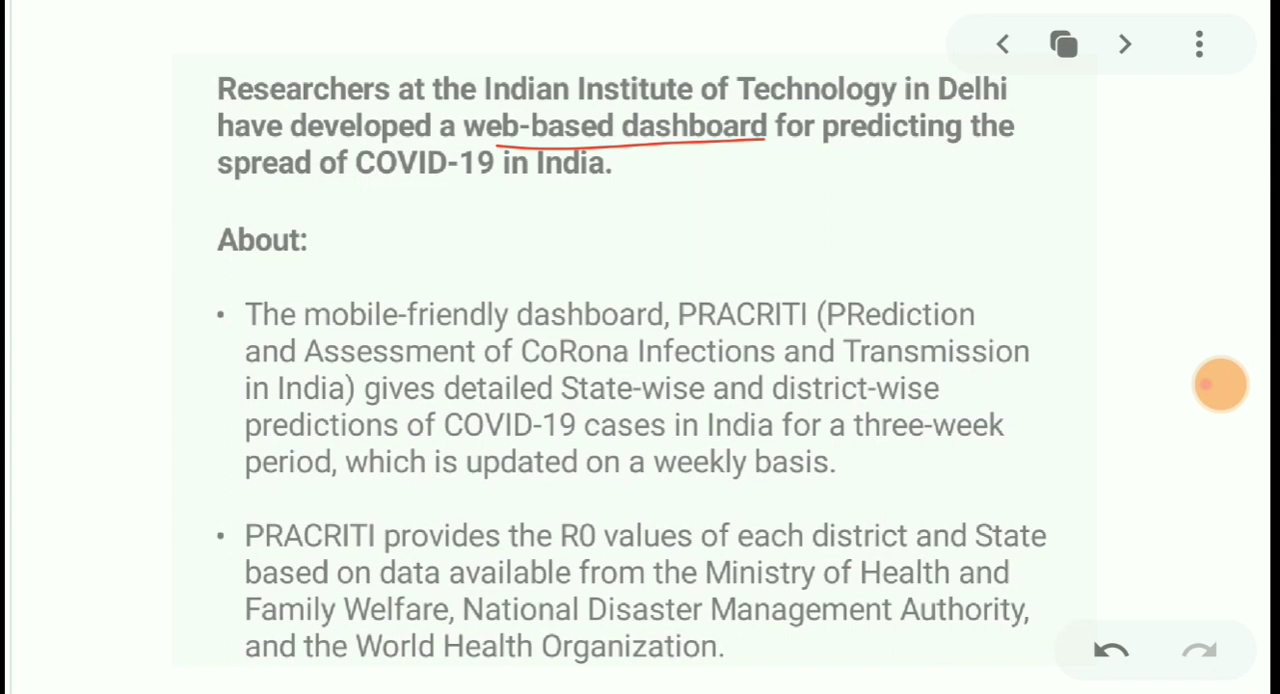 Researchers at the Indian Institute of Technology in Delhi
have developed a web-based dashboard for predicting the
spread of COVID-19 in India.
About:
• The mobile-friendly dashboard, PRACRITI (PRediction
and Assessment of CoRona Infections and Transmission
in India) gives detailed State-wise and district-wise
predictions of COVID-19 cases in India for a three-week
period, which is updated on a weekly basis.
• PRACRITI provides the R0 values of each district and State
based on data available from the Ministry of Health and
Family Welfare, National Disaster Management Authority,
and the World Health Organization.